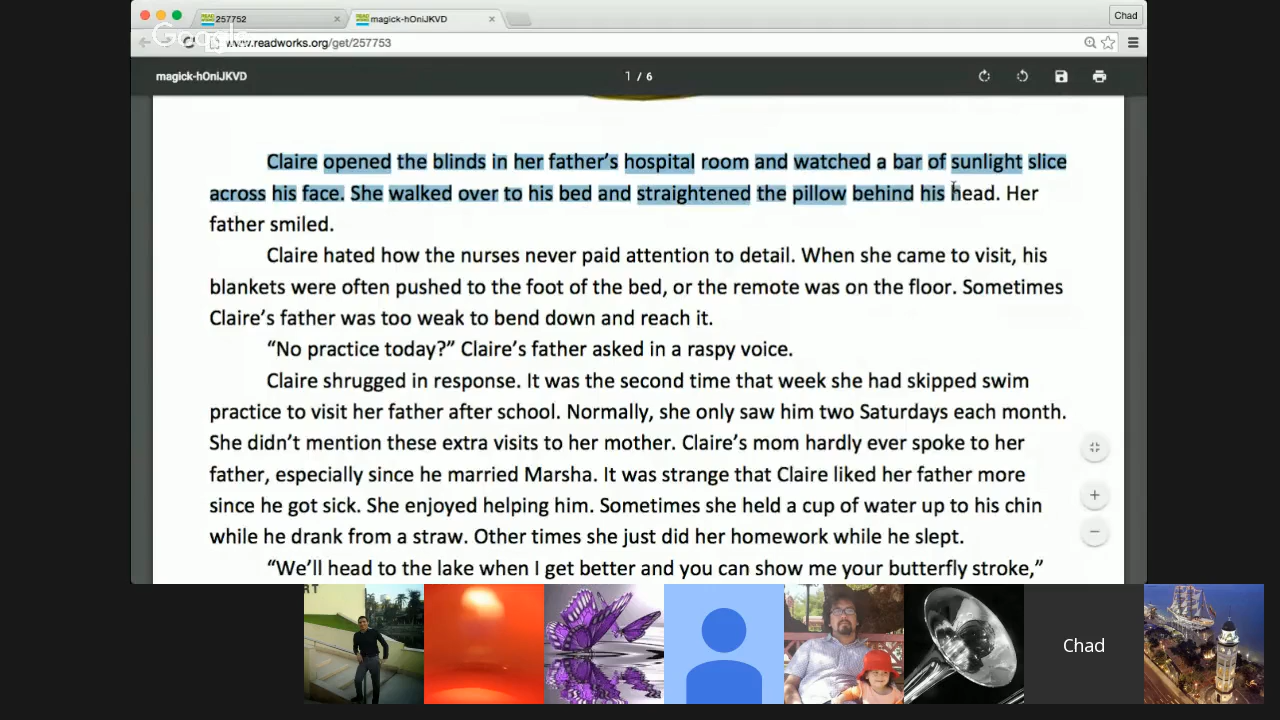 257752
magick-hOniJKVD
Chad
Google
www.readworks.org/get/257753
magick-hOniJKVD
1 / 6
Claire opened the blinds in her father’s hospital room and watched a bar of sunlight slice
across his face. She walked over to his bed and straightened the pillow behind his head. Her
father smiled.
Claire hated how the nurses never paid attention to detail. When she came to visit, his
blankets were often pushed to the foot of the bed, or the remote was on the floor. Sometimes
Claire’s father was too weak to bend down and reach it.
“No practice today?” Claire’s father asked in a raspy voice.
Claire shrugged in response. It was the second time that week she had skipped swim
practice to visit her father after school. Normally, she only saw him two Saturdays each month.
She didn’t mention these extra visits to her mother. Claire’s mom hardly ever spoke to her
father, especially since he married Marsha. It was strange that Claire liked her father more
since he got sick. She enjoyed helping him. Sometimes she held a cup of water up to his chin
while he drank from a straw. Other times she just did her homework while he slept.
“We’ll head to the lake when I get better and you can show me your butterfly stroke,”
Chad